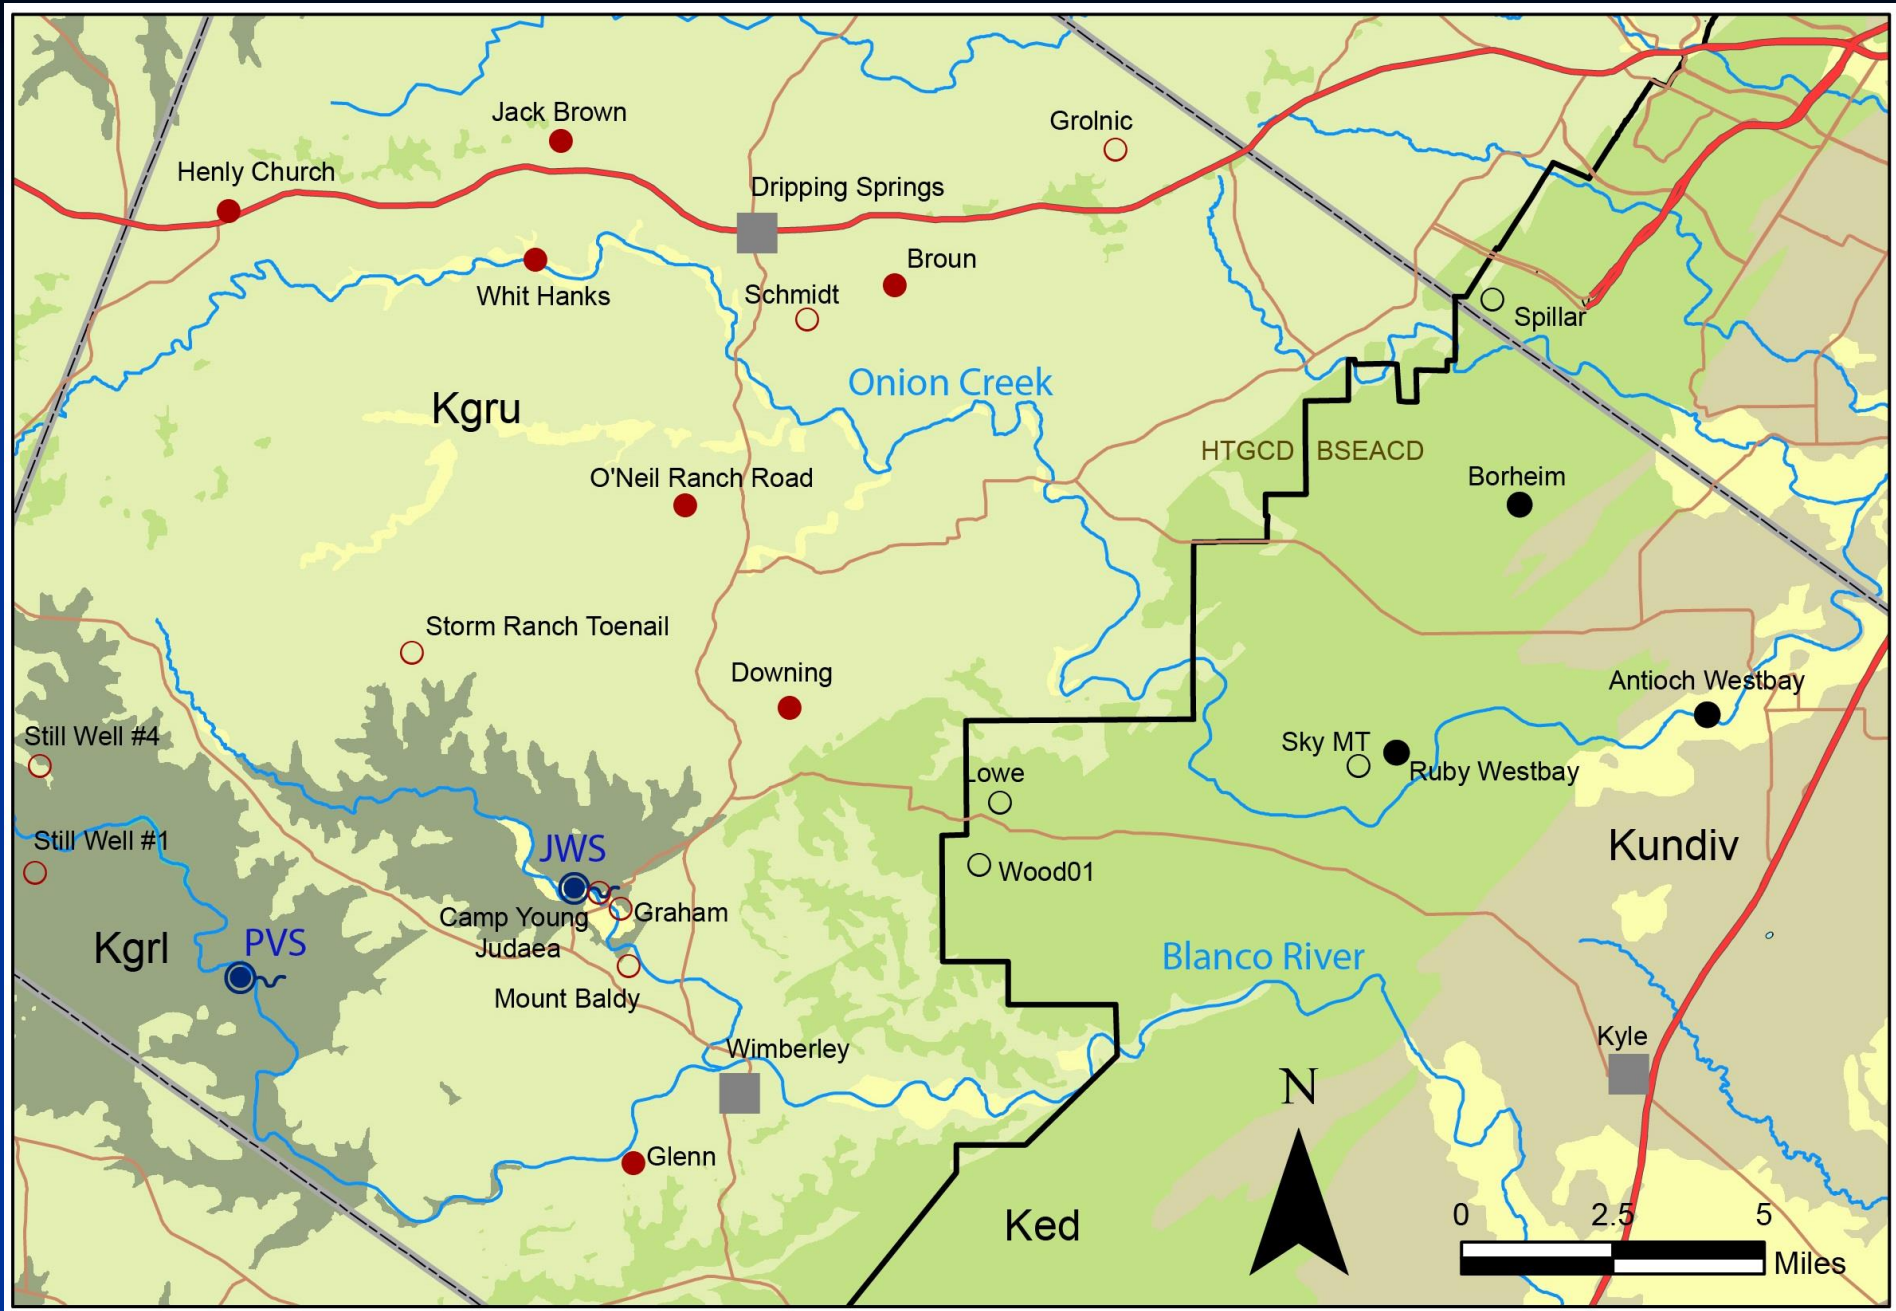 Jack Brown
Grolnic
Henly Church
Dripping Springs
Broun
Whit Hanks
Schmidt
Spillar
Onion Creek
Kgru
HTGCD
BSEACD
O'Neil Ranch Road
Borheim
Storm Ranch Toenail
Downing
Antioch Westbay
Still Well #4
Sky MT
Lowe
Ruby Westbay
Still Well #1
JWS
Kundiv
Wood01
Camp Young
Judaea
Graham
Kgrl
PVS
Blanco River
Mount Baldy
Wimberley
Kyle
N
Glenn
Ked
0 2.5 5
Miles